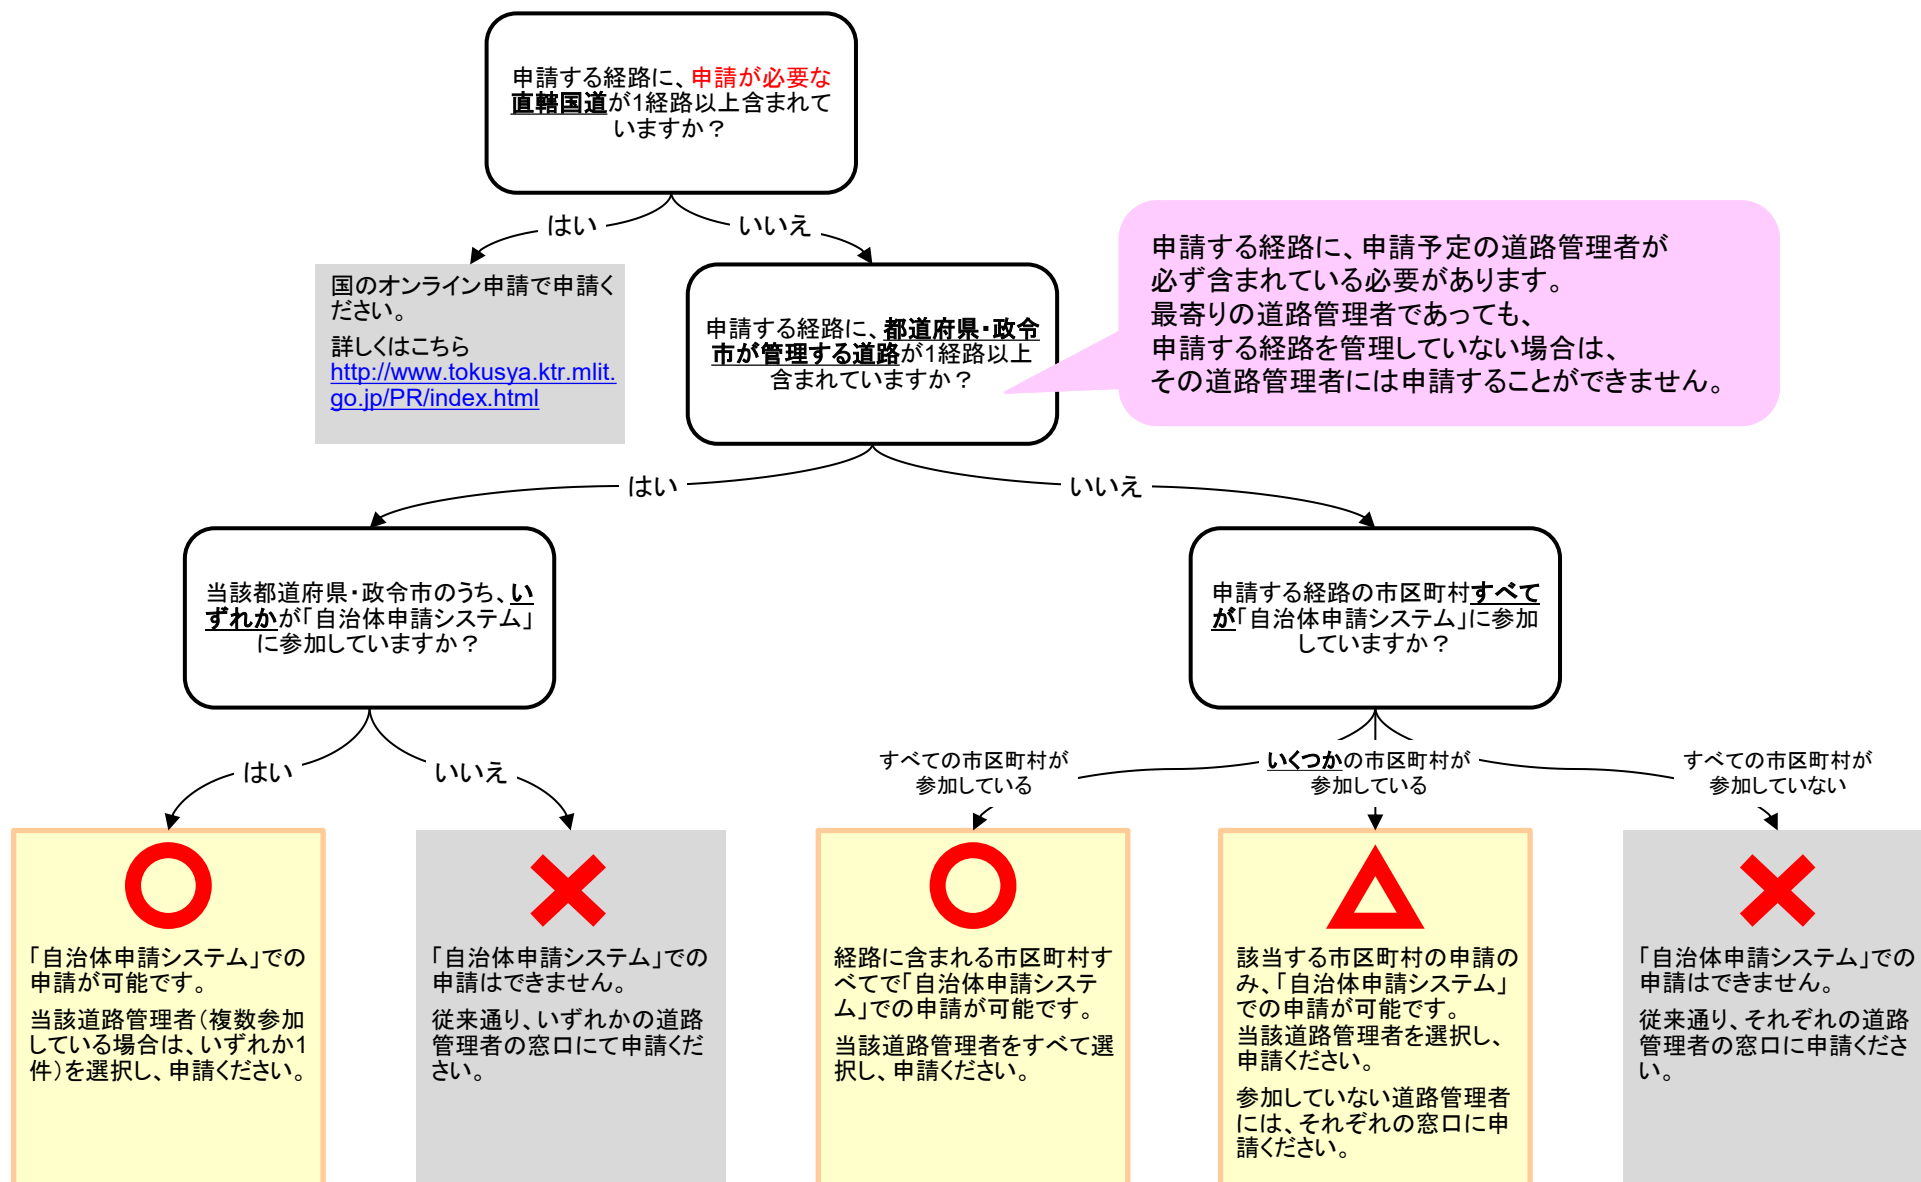 申請する経路に、申請が必要な
直轄国道が1経路以上含まれて
いますか？
はい
いいえ
国のオンライン申請で申請く
ださい。
詳しくはこちら
http://www.tokusya.ktr.mlit.
go.jp/PR/index.html
申請する経路に、都道府県・政令
市が管理する道路が1経路以上
含まれていますか？
申請する経路に、申請予定の道路管理者が
必ず含まれている必要があります。
最寄りの道路管理者であっても、
申請する経路を管理していない場合は、
その道路管理者には申請することができません。
はい
いいえ
当該都道府県・政令市のうち、い
ずれかが「自治体申請システム」
に参加していますか？
申請する経路の市区町村すべて
が「自治体申請システム」に参加
していますか？
はい
いいえ
すべての市区町村が
参加している
いくつかの市区町村が
参加している
すべての市区町村が
参加していない
「自治体申請システム」での
申請が可能です。
当該道路管理者（複数参加
している場合は、いずれか1
件）を選択し、申請ください。
「自治体申請システム」での
申請はできません。
従来通り、いずれかの道路
管理者の窓口にて申請くだ
さい。
経路に含まれる市区町村す
べてで「自治体申請システ
ム」での申請が可能です。
当該道路管理者をすべて選
択し、申請ください。
該当する市区町村の申請の
み、「自治体申請システム」
での申請が可能です。
当該道路管理者を選択し、
申請ください。
参加していない道路管理者
には、それぞれの窓口に申
請ください。
「自治体申請システム」での
申請はできません。
従来通り、それぞれの道路
管理者の窓口に申請くださ
い。